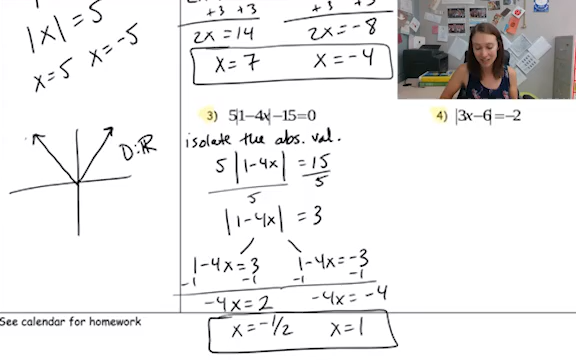 |x| = 5
x=5 x=-5
D:ℝ
+3 +3
2x = 14
x = 7
2x = -8
x = -4
3) 5|1−4x|−15=0
isolate the abs. val.
5 |1-4x| = 15
5 5
|1-4x| = 3
1-4x=3 1-4x=-3
-1 -1 -1 -1
-4x = 2 -4x = -4
x = -1/2 x = 1
4) |3x−6|=−2
See calendar for homework